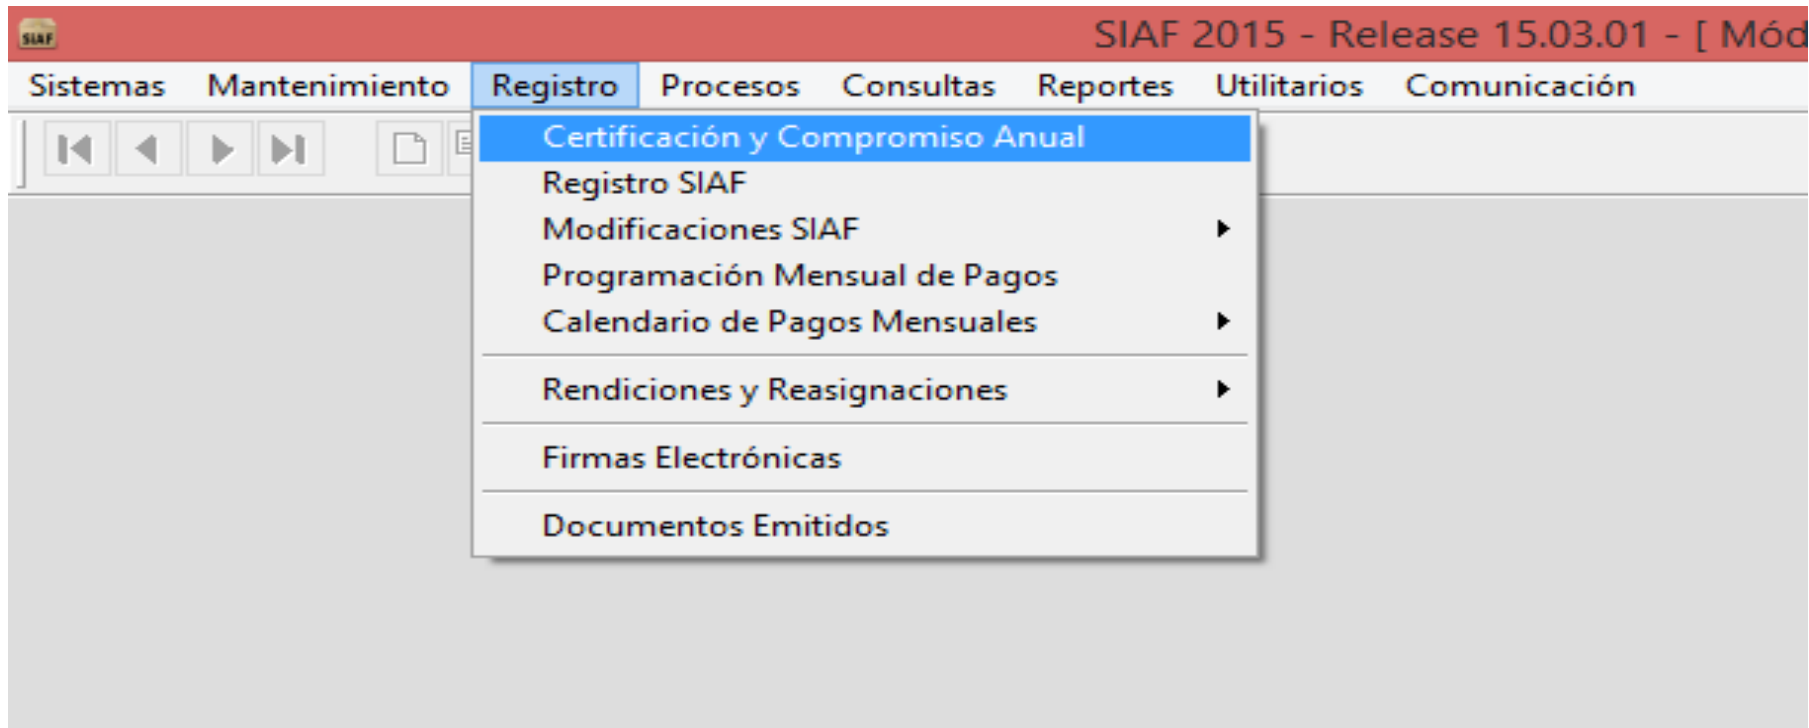 SIAF
SIAF 2015 - Release 15.03.01 - [ Mód
Sistemas Mantenimiento Registro Procesos Consultas Reportes Utilitarios Comunicación
Certificación y Compromiso Anual
Registro SIAF
Modificaciones SIAF
Programación Mensual de Pagos
Calendario de Pagos Mensuales
Rendiciones y Reasignaciones
Firmas Electrónicas
Documentos Emitidos